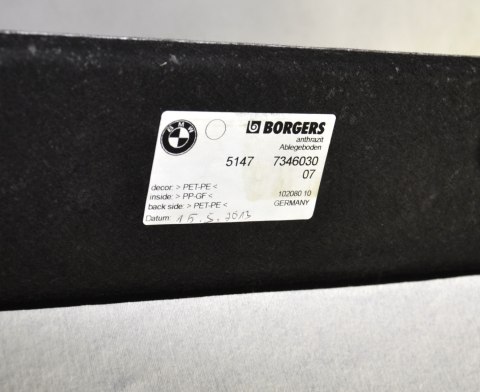 BMW
BORGERS
anthrazit
Ablegeboden
5147 7346030
07
decor: > PET-PE <
inside: > PP-GF <
back side: > PET-PE <
102080 10
GERMANY
Datum: 15.5.2013